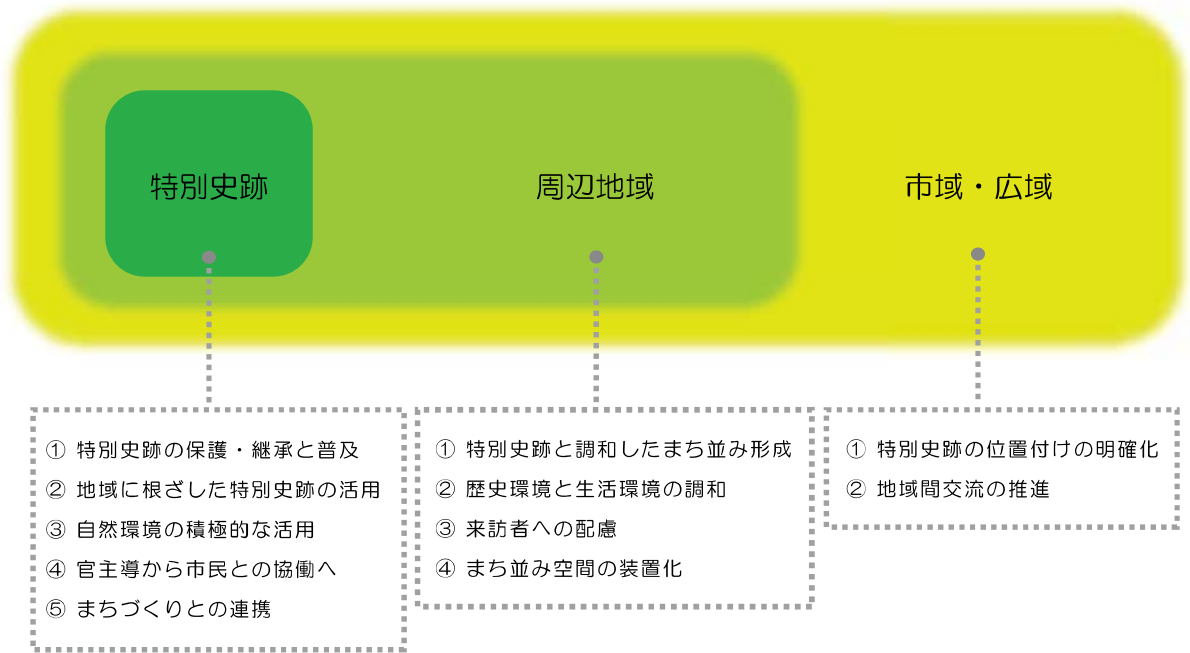 特別史跡
周辺地域
市域・広域
① 特別史跡の保護・継承と普及
② 地域に根ざした特別史跡の活用
③ 自然環境の積極的な活用
④ 官主導から市民との協働へ
⑤ まちづくりとの連携
① 特別史跡と調和したまち並み形成
② 歴史環境と生活環境の調和
③ 来訪者への配慮
④ まち並み空間の装置化
① 特別史跡の位置付けの明確化
② 地域間交流の推進